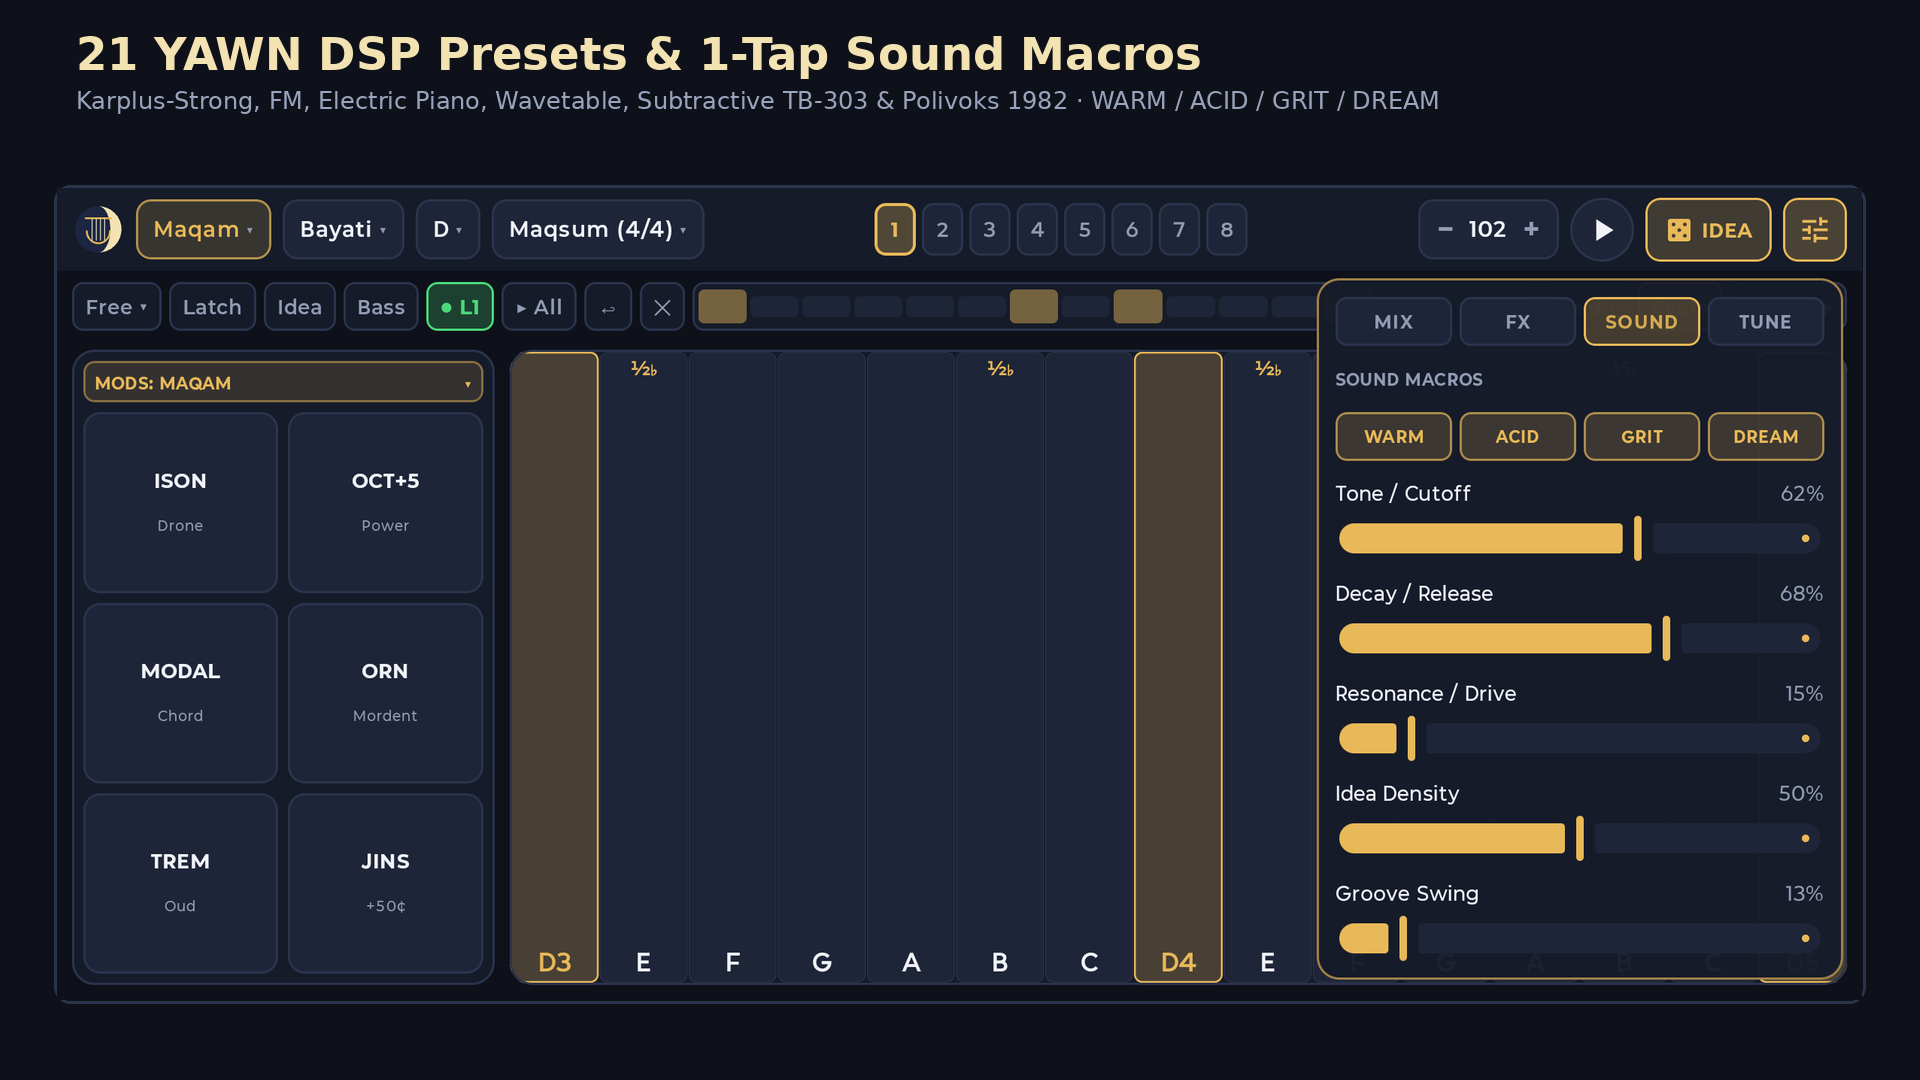 21 YAWN DSP Presets & 1-Tap Sound Macros
Karplus-Strong, FM, Electric Piano, Wavetable, Subtractive TB-303 & Polivoks 1982 · WARM / ACID / GRIT / DREAM
Maqam ▾ Bayati ▾ D ▾ Maqsum (4/4) ▾ 1 2 3 4 5 6 7 8 − 102 + IDEA
Free ▾ Latch Idea Bass ● L1 ▸ All
MIX FX SOUND TUNE
MODS: MAQAM ▾
½♭ ½♭ ½♭
SOUND MACROS
WARM ACID GRIT DREAM
ISON OCT+5
Drone Power
Tone / Cutoff 62%
Decay / Release 68%
MODAL ORN
Chord Mordent
Resonance / Drive 15%
Idea Density 50%
TREM JINS
Oud +50¢
Groove Swing 13%
D3 E F G A B C D4 E F G A B C D5